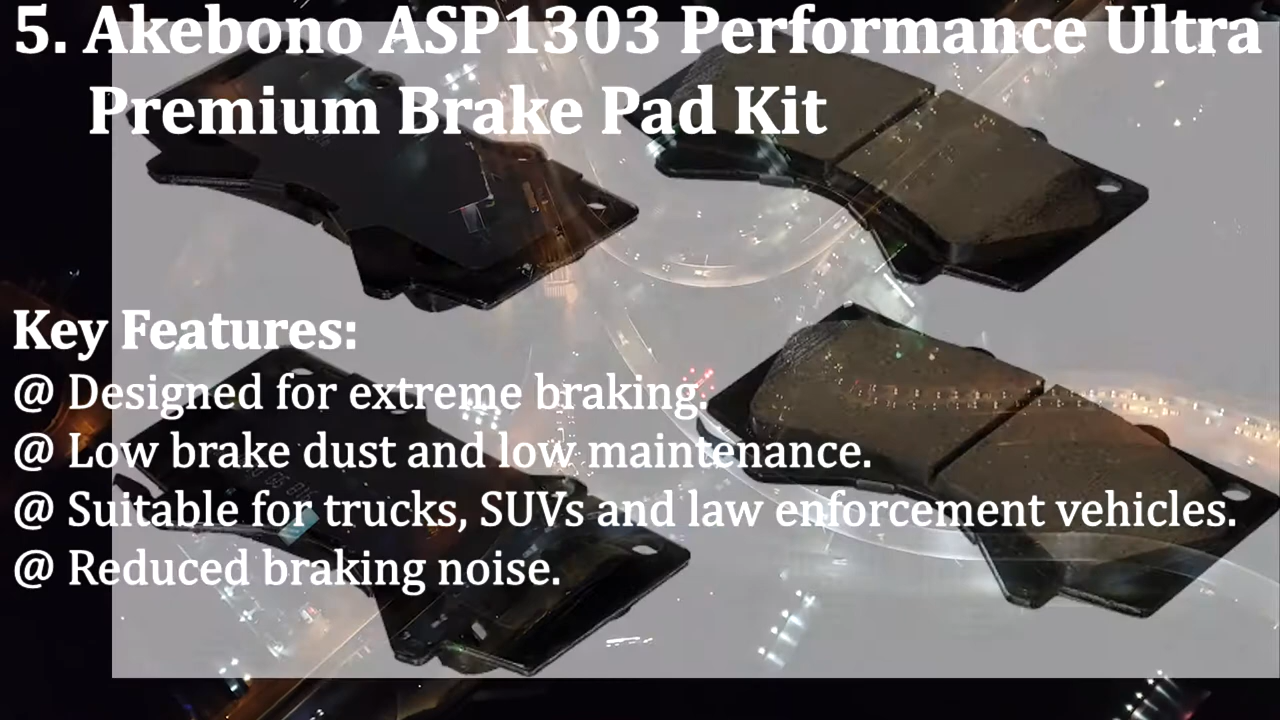 5. Akebono ASP1303 Performance Ultra
Premium Brake Pad Kit
Key Features:
@ Designed for extreme braking.
@ Low brake dust and low maintenance.
@ Suitable for trucks, SUVs and law enforcement vehicles.
@ Reduced braking noise.